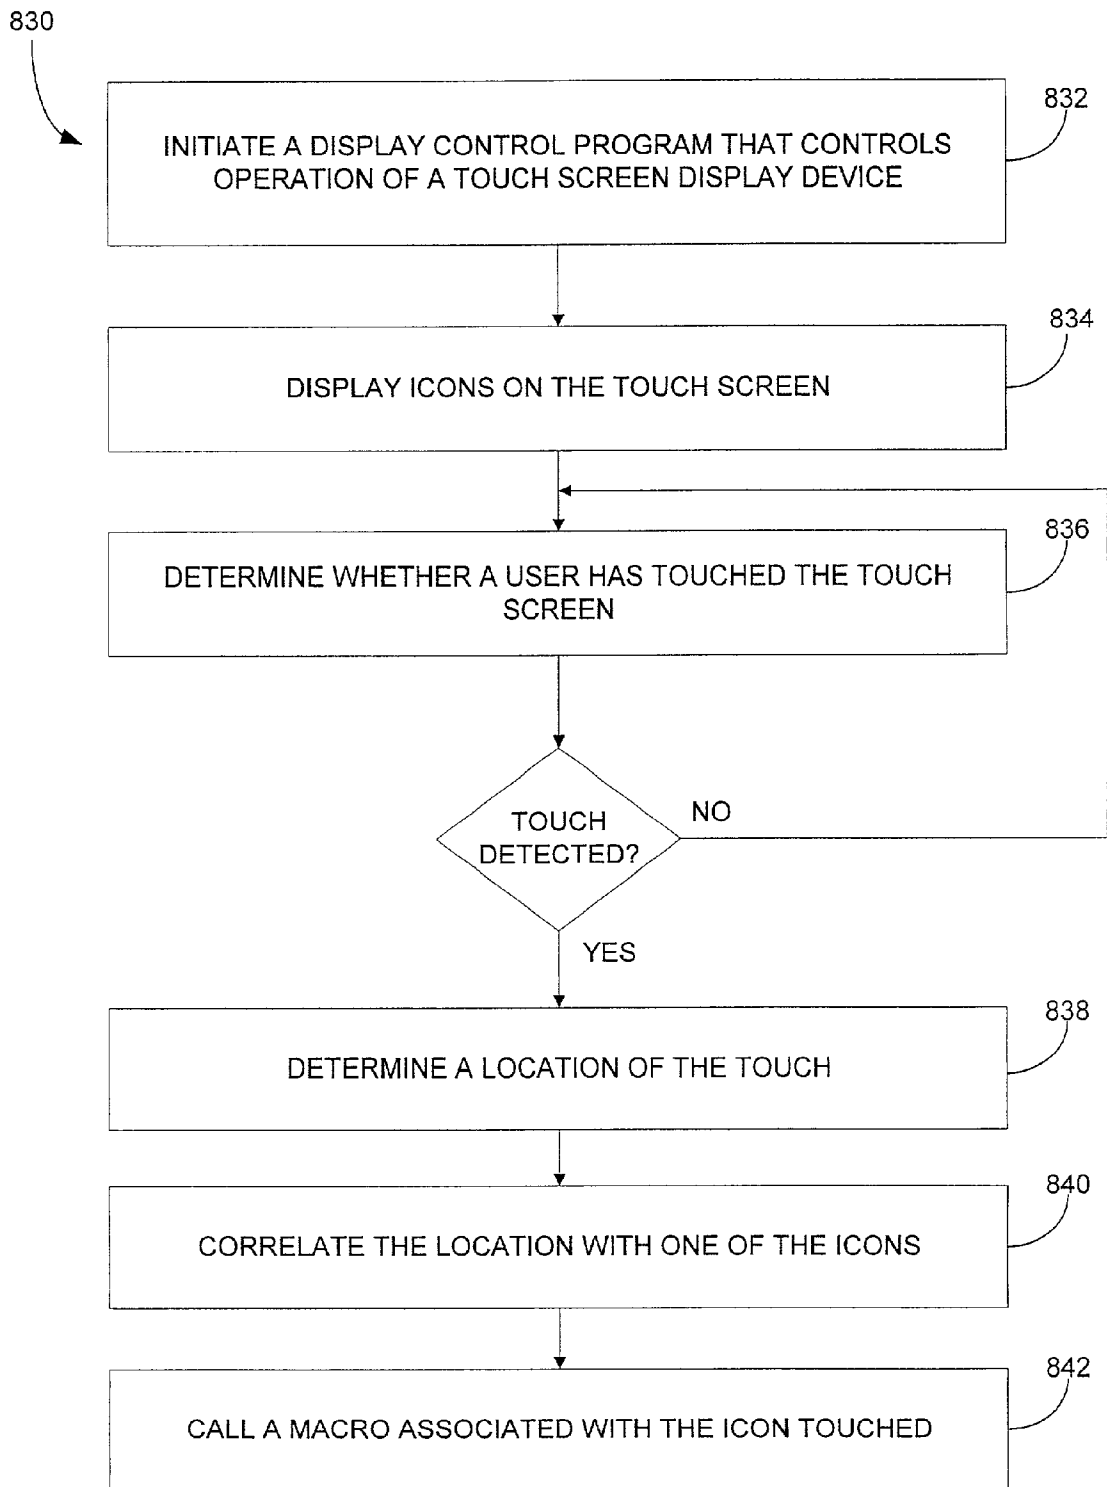 830
832
INITIATE A DISPLAY CONTROL PROGRAM THAT CONTROLS
OPERATION OF A TOUCH SCREEN DISPLAY DEVICE
834
DISPLAY ICONS ON THE TOUCH SCREEN
836
DETERMINE WHETHER A USER HAS TOUCHED THE TOUCH
SCREEN
TOUCH
DETECTED?
NO
YES
838
DETERMINE A LOCATION OF THE TOUCH
840
CORRELATE THE LOCATION WITH ONE OF THE ICONS
842
CALL A MACRO ASSOCIATED WITH THE ICON TOUCHED